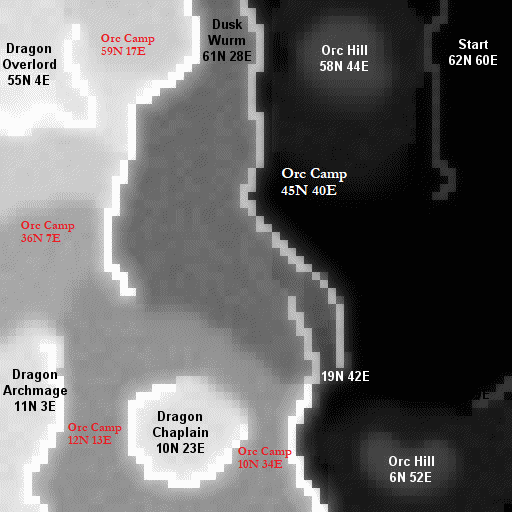 Dusk
Wurm
61N 28E
Orc Camp
59N 17E
Dragon
Overlord
55N 4E
Orc Hill
58N 44E
Start
62N 60E
Orc Camp
45N 40E
Orc Camp
36N 7E
19N 42E
Dragon
Archmage
11N 3E
Orc Camp
12N 13E
Dragon
Chaplain
10N 23E
Orc Camp
10N 34E
Orc Hill
6N 52E